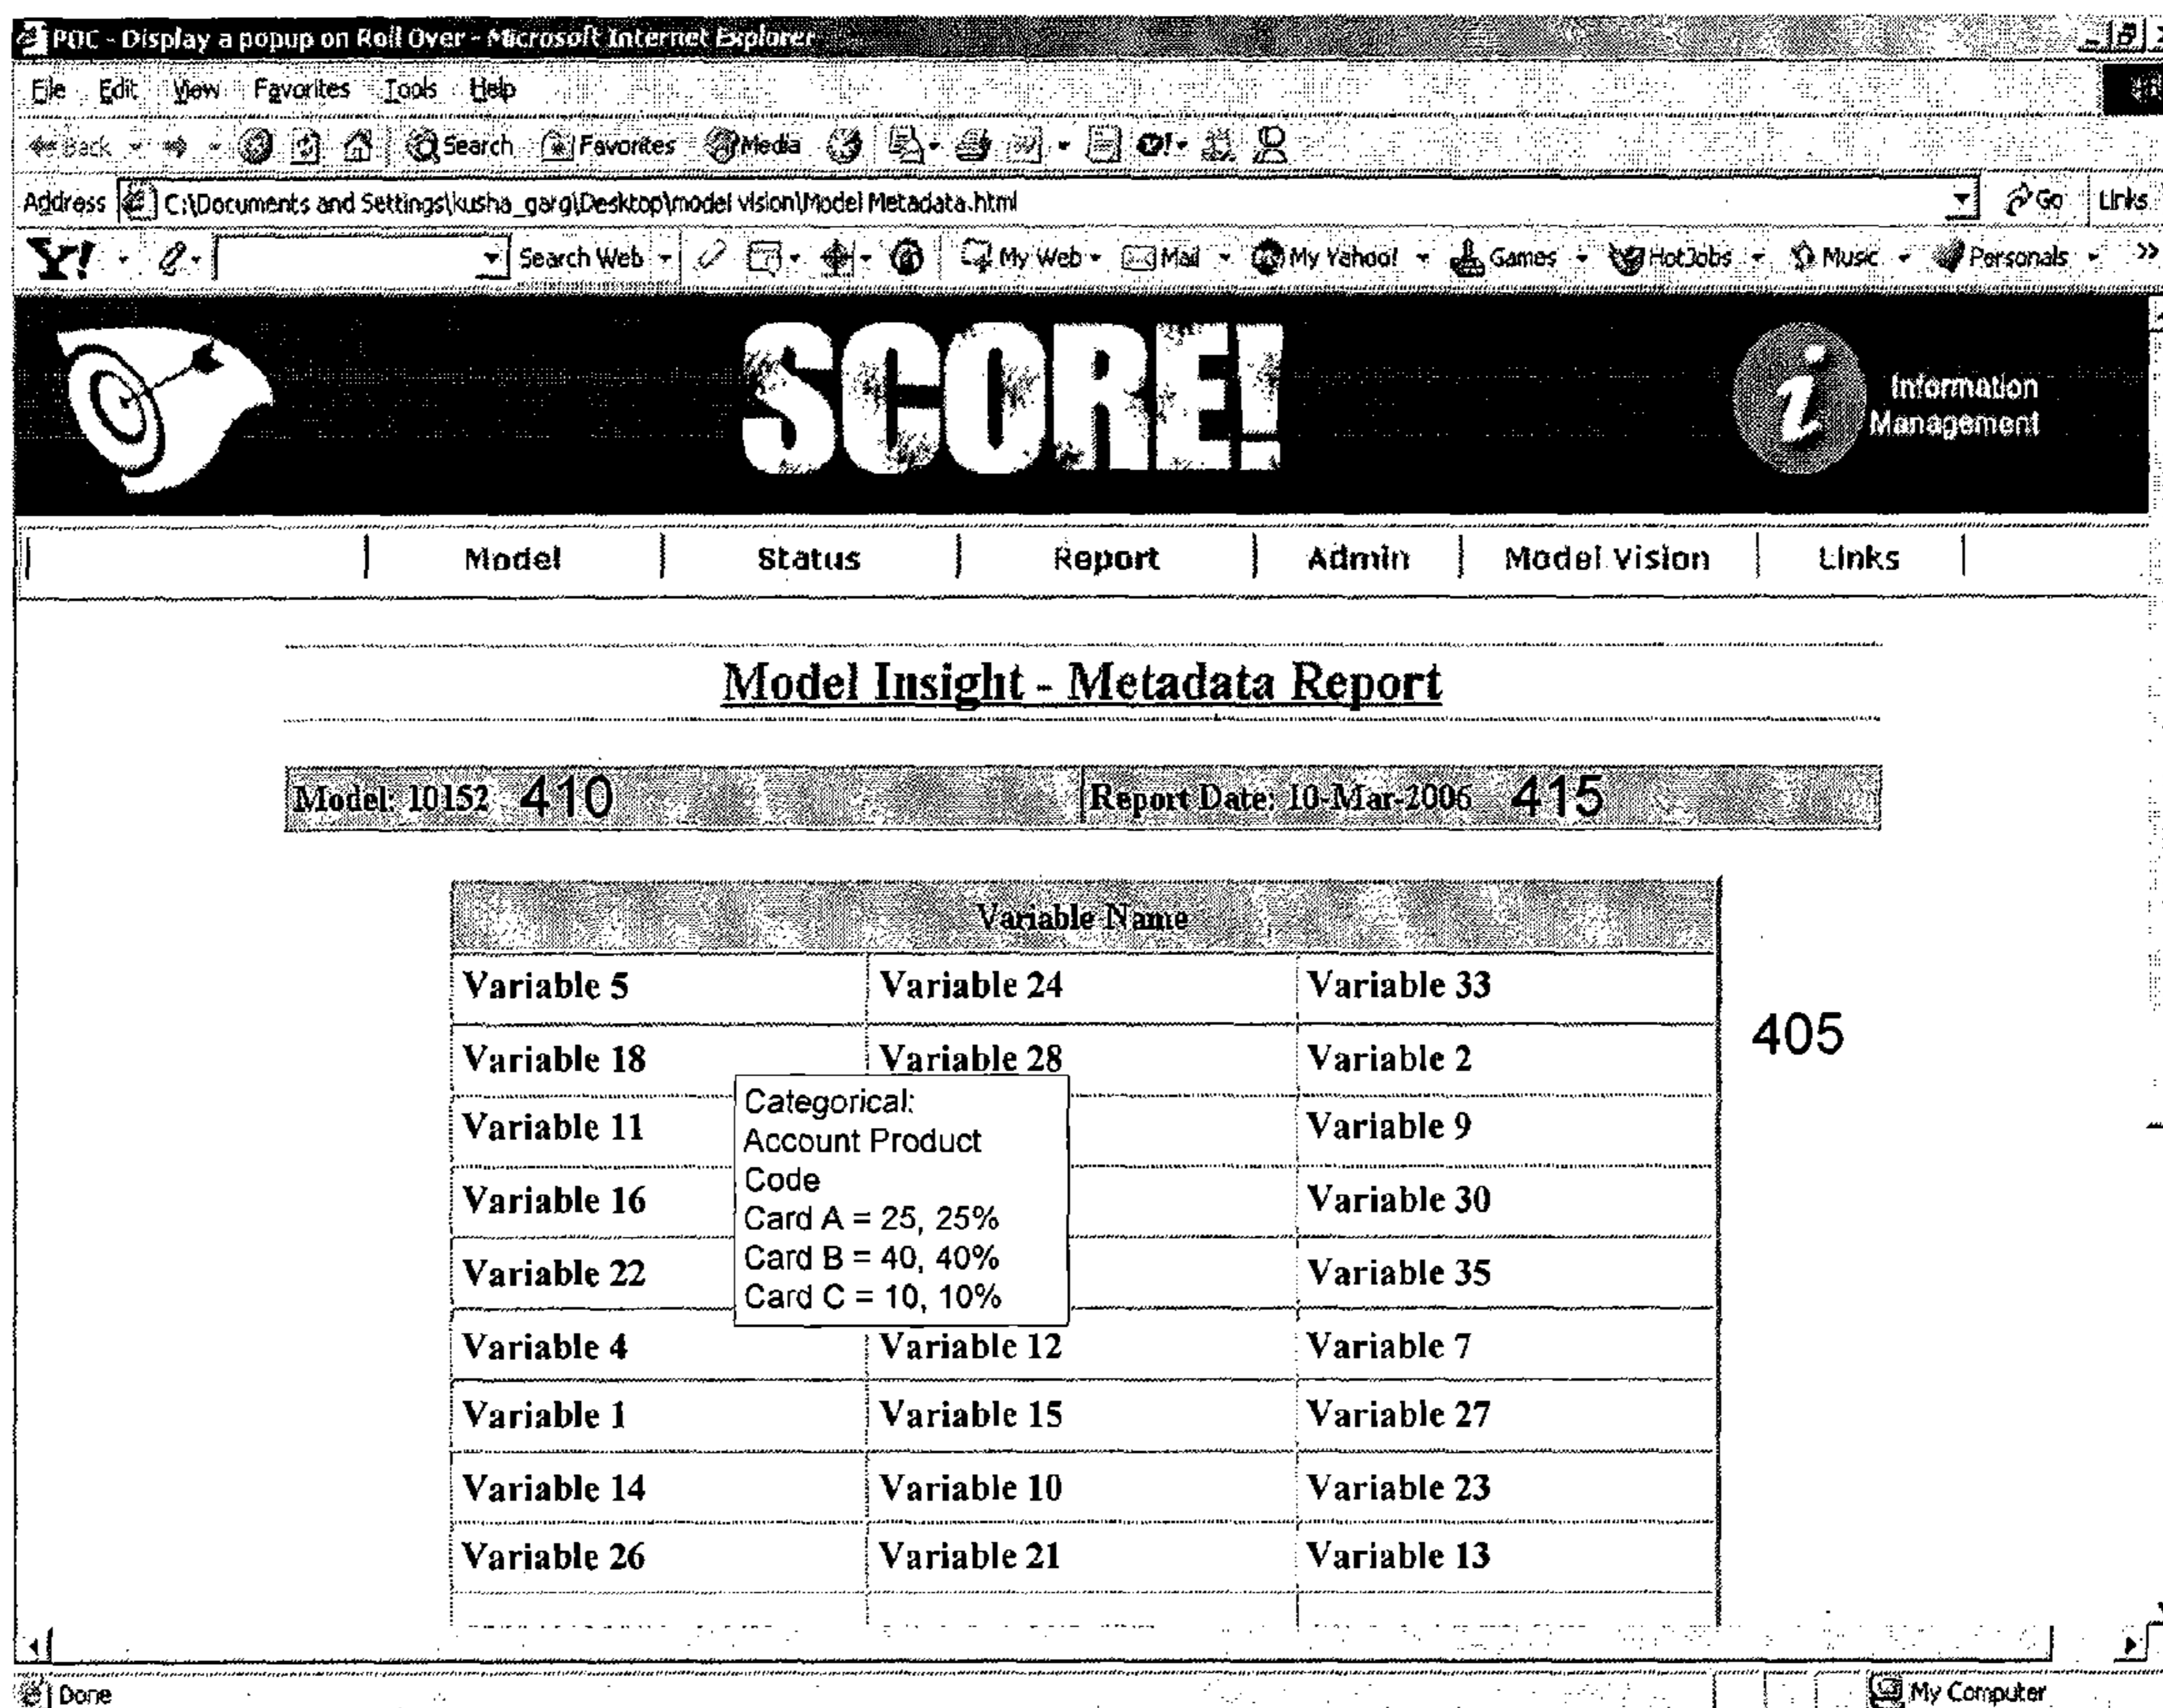 POC - Display a popup on Roll Over - Microsoft Internet Explorer
File Edit View Favorites Tools Help
Back Search Favorites Media
Address C:\Documents and Settings\kusha_garg\Desktop\model vision\Model Metadata.html Go Links
Y! Search Web My Web Mail My Yahoo! Games HotJobs Music Personals >>
SCORE!
i Information
Management
Model Status Report Admin Model Vision Links
Model Insight - Metadata Report
Model: 10152 410 Report Date: 10-Mar-2006 415
Variable Name
Variable 5 Variable 24 Variable 33
405
Variable 18 Variable 28 Variable 2
Categorical:
Variable 11 Account Product Variable 9
Code
Variable 16 Card A = 25, 25% Variable 30
Variable 22 Card B = 40, 40% Variable 35
Card C = 10, 10%
Variable 4 Variable 12 Variable 7
Variable 1 Variable 15 Variable 27
Variable 14 Variable 10 Variable 23
Variable 26 Variable 21 Variable 13
Done My Computer